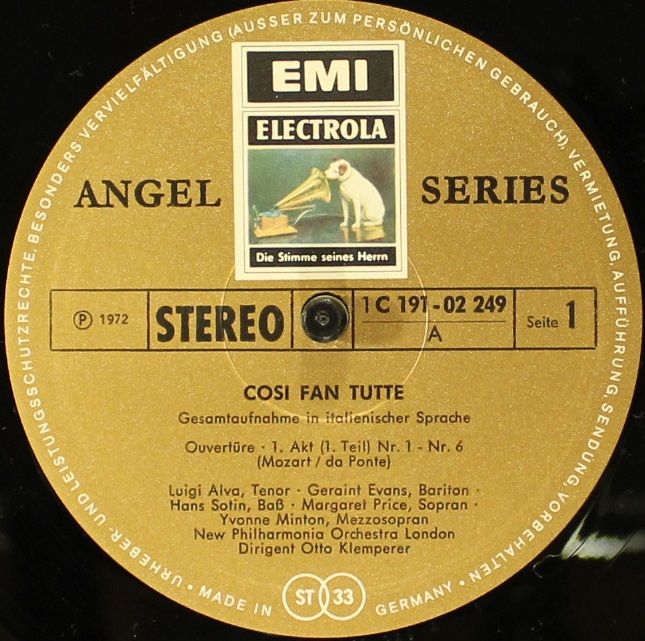 URHEBER- UND LEISTUNGSSCHUTZRECHTE, BESONDERS VERVIELFÄLTIGUNG (AUSSER ZUM PERSÖNLICHEN GEBRAUCH), VERMIETUNG, AUFFÜHRUNG, SENDUNG, VORBEHALTEN •
EMI
ELECTROLA
ANGEL SERIES
Die Stimme seines Herrn
℗ 1972 STEREO 1 C 191-02 249 Seite 1
A
COSI FAN TUTTE
Gesamtaufnahme in italienischer Sprache
Ouvertüre · 1. Akt (1. Teil) Nr. 1 - Nr. 6
(Mozart / da Ponte)
Luigi Alva, Tenor · Geraint Evans, Bariton ·
Hans Sotin, Baß · Margaret Price, Sopran ·
Yvonne Minton, Mezzosopran
New Philharmonia Orchestra London
Dirigent Otto Klemperer
• MADE IN GERMANY •
ST 33